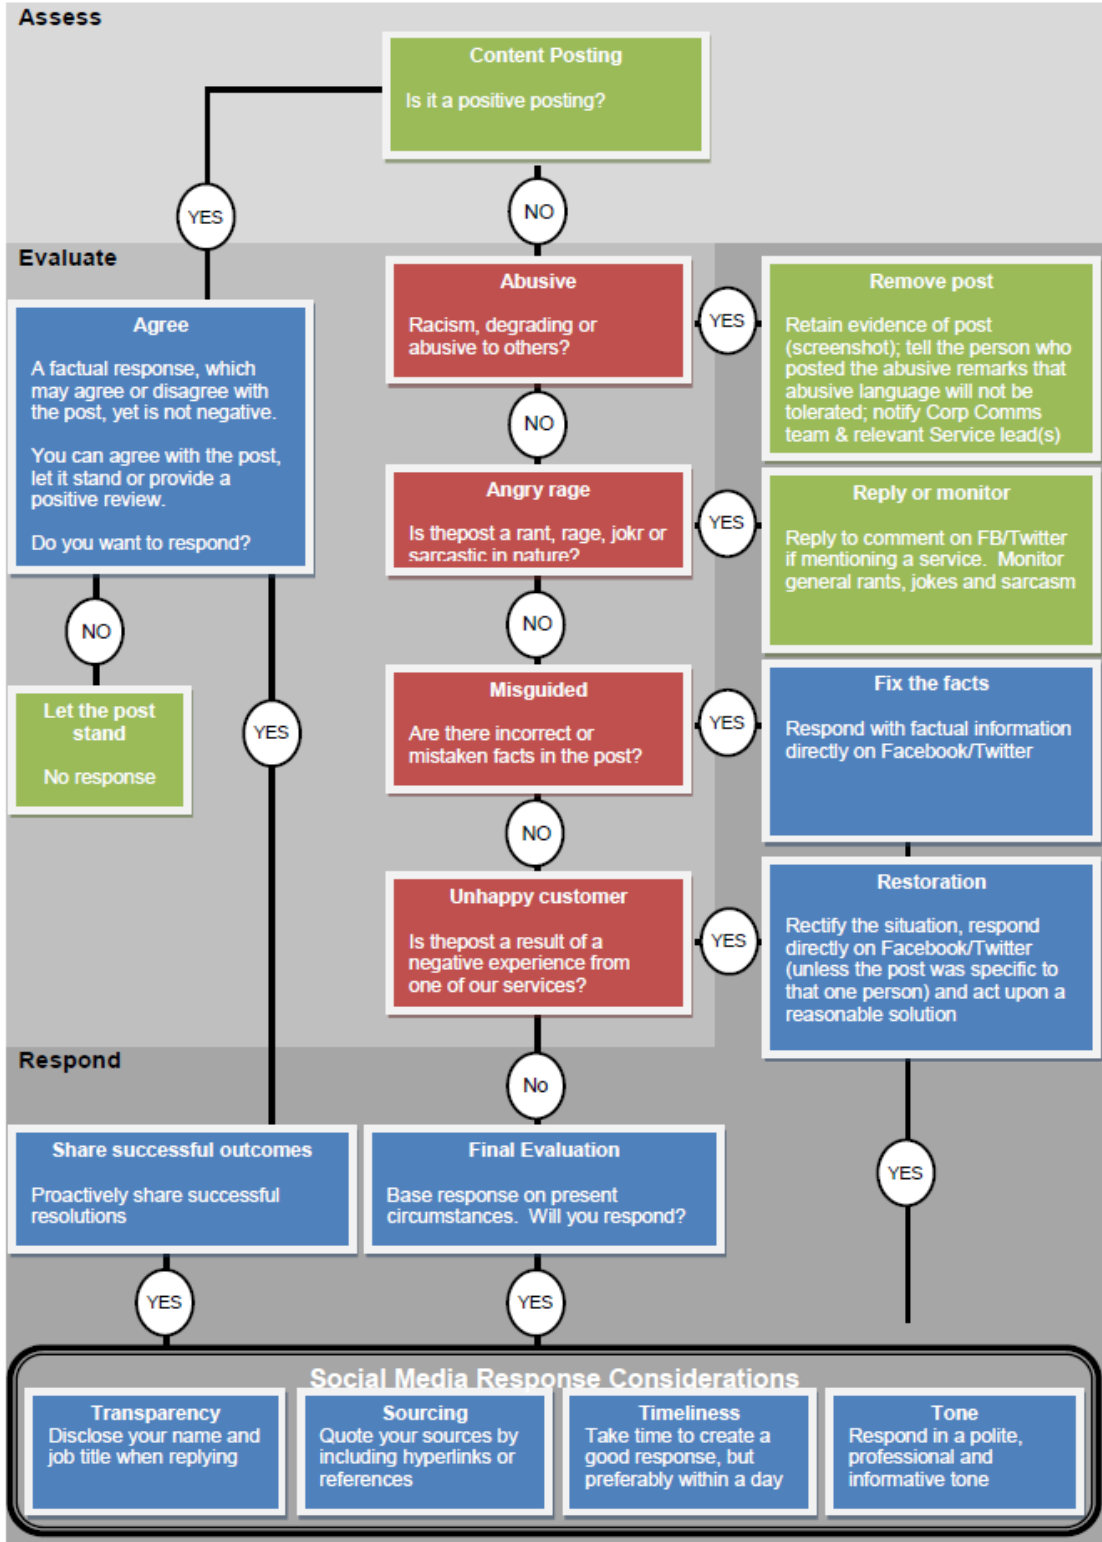 Assess
Content Posting
Is it a positive posting?
YES
NO
Evaluate
Agree
A factual response, which
may agree or disagree with
the post, yet is not negative.
You can agree with the post,
let it stand or provide a
positive review.
Do you want to respond?
NO
Let the post
stand
No response
YES
Abusive
Racism, degrading or
abusive to others?
YES
Remove post
Retain evidence of post
(screenshot); tell the person who
posted the abusive remarks that
abusive language will not be
tolerated; notify Corp Comms
team & relevant Service lead(s)
NO
Angry rage
Is thepost a rant, rage, jokr or
sarcastic in nature?
YES
Reply or monitor
Reply to comment on FB/Twitter
if mentioning a service. Monitor
general rants, jokes and sarcasm
NO
Misguided
Are there incorrect or
mistaken facts in the post?
YES
Fix the facts
Respond with factual information
directly on Facebook/Twitter
NO
Unhappy customer
Is thepost a result of a
negative experience from
one of our services?
YES
Restoration
Rectify the situation, respond
directly on Facebook/Twitter
(unless the post was specific to
that one person) and act upon a
reasonable solution
Respond
No
Share successful outcomes
Proactively share successful
resolutions
YES
Final Evaluation
Base response on present
circumstances. Will you respond?
YES
YES
Social Media Response Considerations
Transparency
Disclose your name and
job title when replying
Sourcing
Quote your sources by
including hyperlinks or
references
Timeliness
Take time to create a
good response, but
preferably within a day
Tone
Respond in a polite,
professional and
informative tone